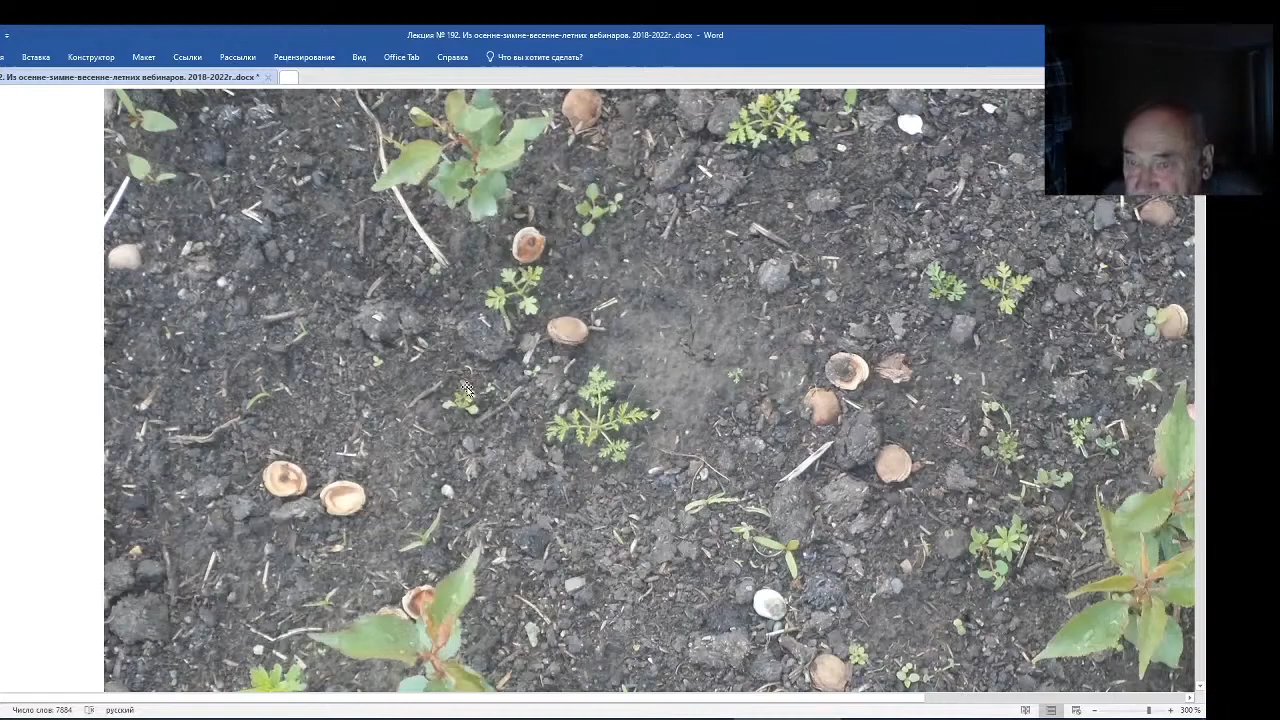 Лекция № 192. Из осенне-зимне-весенне-летних вебинаров. 2018-2022г..docx - Word
я Вставка Конструктор Макет Ссылки Рассылки Рецензирование Вид Office Tab Справка Что вы хотите сделать?
2. Из осенне-зимне-весенне-летних вебинаров. 2018-2022г..docx *
Число слов: 7884 русский 300 %